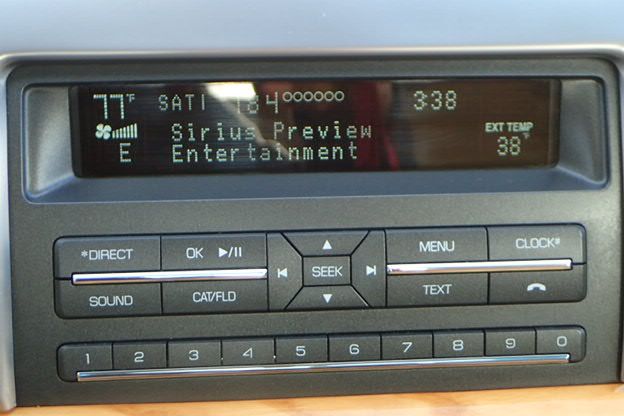 77°F SAT1 184 3:38
Sirius Preview EXT TEMP
E Entertainment 38°F
*DIRECT OK ►/II ▲ MENU CLOCK#
SEEK
SOUND CAT/FLD ▼ TEXT
1 2 3 4 5 6 7 8 9 0